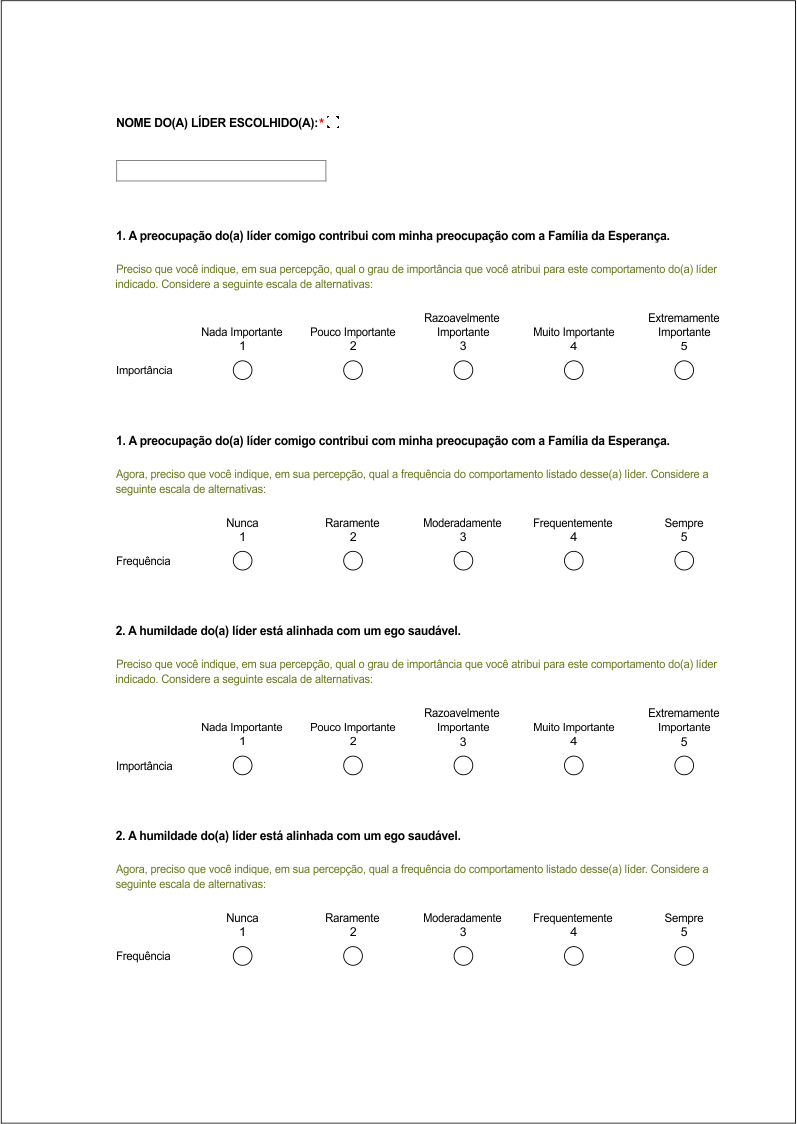 NOME DO(A) LÍDER ESCOLHIDO(A):*
1. A preocupação do(a) líder comigo contribui com minha preocupação com a Família da Esperança.
Preciso que você indique, em sua percepção, qual o grau de importância que você atribui para este comportamento do(a) líder
indicado. Considere a seguinte escala de alternativas:
Razoavelmente Extremamente
Nada Importante Pouco Importante Importante Muito Importante Importante
1 2 3 4 5
Importância
1. A preocupação do(a) líder comigo contribui com minha preocupação com a Família da Esperança.
Agora, preciso que você indique, em sua percepção, qual a frequência do comportamento listado desse(a) líder. Considere a
seguinte escala de alternativas:
Nunca Raramente Moderadamente Frequentemente Sempre
1 2 3 4 5
Frequência
2. A humildade do(a) líder está alinhada com um ego saudável.
Preciso que você indique, em sua percepção, qual o grau de importância que você atribui para este comportamento do(a) líder
indicado. Considere a seguinte escala de alternativas:
Razoavelmente Extremamente
Nada Importante Pouco Importante Importante Muito Importante Importante
1 2 3 4 5
Importância
2. A humildade do(a) líder está alinhada com um ego saudável.
Agora, preciso que você indique, em sua percepção, qual a frequência do comportamento listado desse(a) líder. Considere a
seguinte escala de alternativas:
Nunca Raramente Moderadamente Frequentemente Sempre
1 2 3 4 5
Frequência